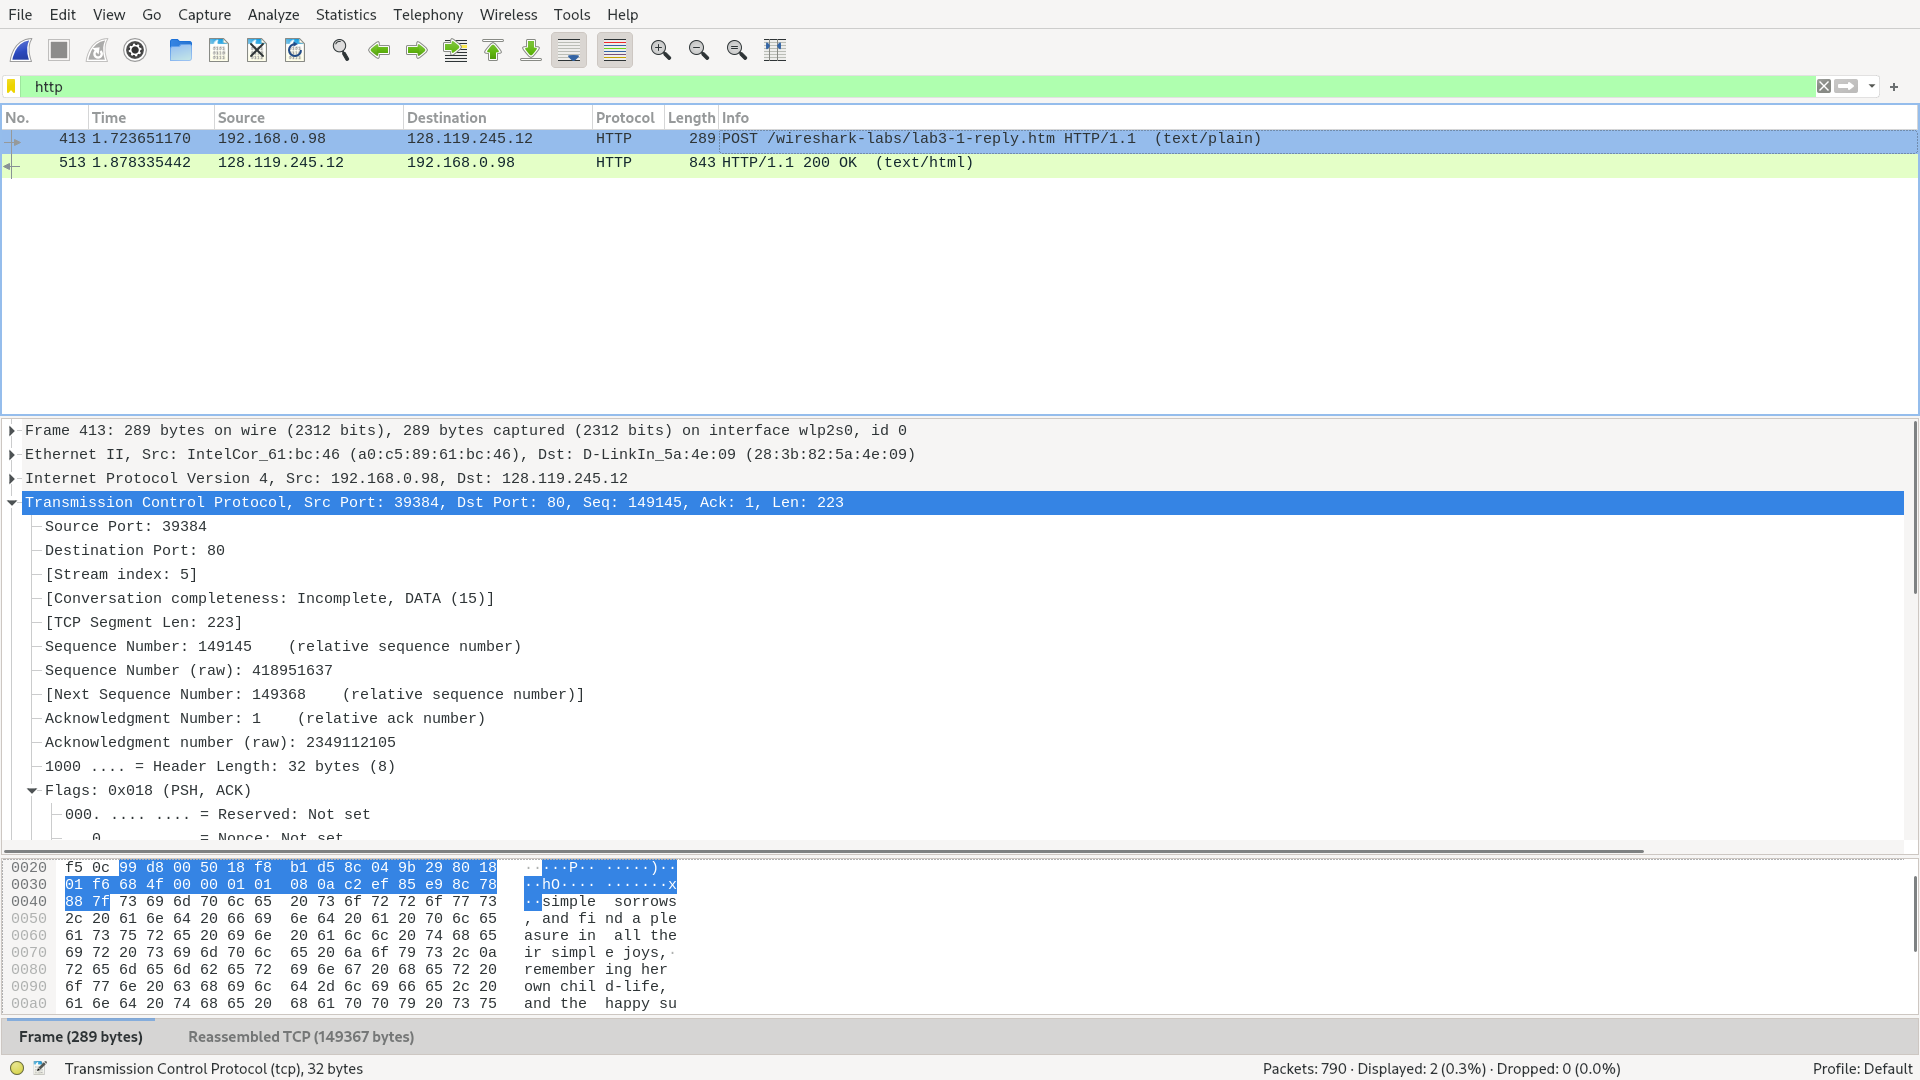 File Edit View Go Capture Analyze Statistics Telephony Wireless Tools Help
http
No. Time Source Destination Protocol Length Info
413 1.723651170 192.168.0.98 128.119.245.12 HTTP 289 POST /wireshark-labs/lab3-1-reply.htm HTTP/1.1  (text/plain)
513 1.878335442 128.119.245.12 192.168.0.98 HTTP 843 HTTP/1.1 200 OK  (text/html)
Frame 413: 289 bytes on wire (2312 bits), 289 bytes captured (2312 bits) on interface wlp2s0, id 0
Ethernet II, Src: IntelCor_61:bc:46 (a0:c5:89:61:bc:46), Dst: D-LinkIn_5a:4e:09 (28:3b:82:5a:4e:09)
Internet Protocol Version 4, Src: 192.168.0.98, Dst: 128.119.245.12
Transmission Control Protocol, Src Port: 39384, Dst Port: 80, Seq: 149145, Ack: 1, Len: 223
Source Port: 39384
Destination Port: 80
[Stream index: 5]
[Conversation completeness: Incomplete, DATA (15)]
[TCP Segment Len: 223]
Sequence Number: 149145    (relative sequence number)
Sequence Number (raw): 418951637
[Next Sequence Number: 149368    (relative sequence number)]
Acknowledgment Number: 1    (relative ack number)
Acknowledgment number (raw): 2349112105
1000 .... = Header Length: 32 bytes (8)
Flags: 0x018 (PSH, ACK)
000. .... .... = Reserved: Not set
0 = Nonce: Not set
0020 f5 0c 99 d8 00 50 18 f8  b1 d5 8c 04 9b 29 80 18 ·····P·· ·····)··
0030 01 f6 68 4f 00 00 01 01  08 0a c2 ef 85 e9 8c 78 ··hO···· ·······x
0040 88 7f 73 69 6d 70 6c 65  20 73 6f 72 72 6f 77 73 ··simple  sorrows
0050 2c 20 61 6e 64 20 66 69  6e 64 20 61 20 70 6c 65 , and fi nd a ple
0060 61 73 75 72 65 20 69 6e  20 61 6c 6c 20 74 68 65 asure in  all the
0070 69 72 20 73 69 6d 70 6c  65 20 6a 6f 79 73 2c 0a ir simpl e joys,·
0080 72 65 6d 65 6d 62 65 72  69 6e 67 20 68 65 72 20 remember ing her
0090 6f 77 6e 20 63 68 69 6c  64 2d 6c 69 66 65 2c 20 own chil d-life,
00a0 61 6e 64 20 74 68 65 20  68 61 70 70 79 20 73 75 and the  happy su
Frame (289 bytes) Reassembled TCP (149367 bytes)
Transmission Control Protocol (tcp), 32 bytes Packets: 790 · Displayed: 2 (0.3%) · Dropped: 0 (0.0%) Profile: Default